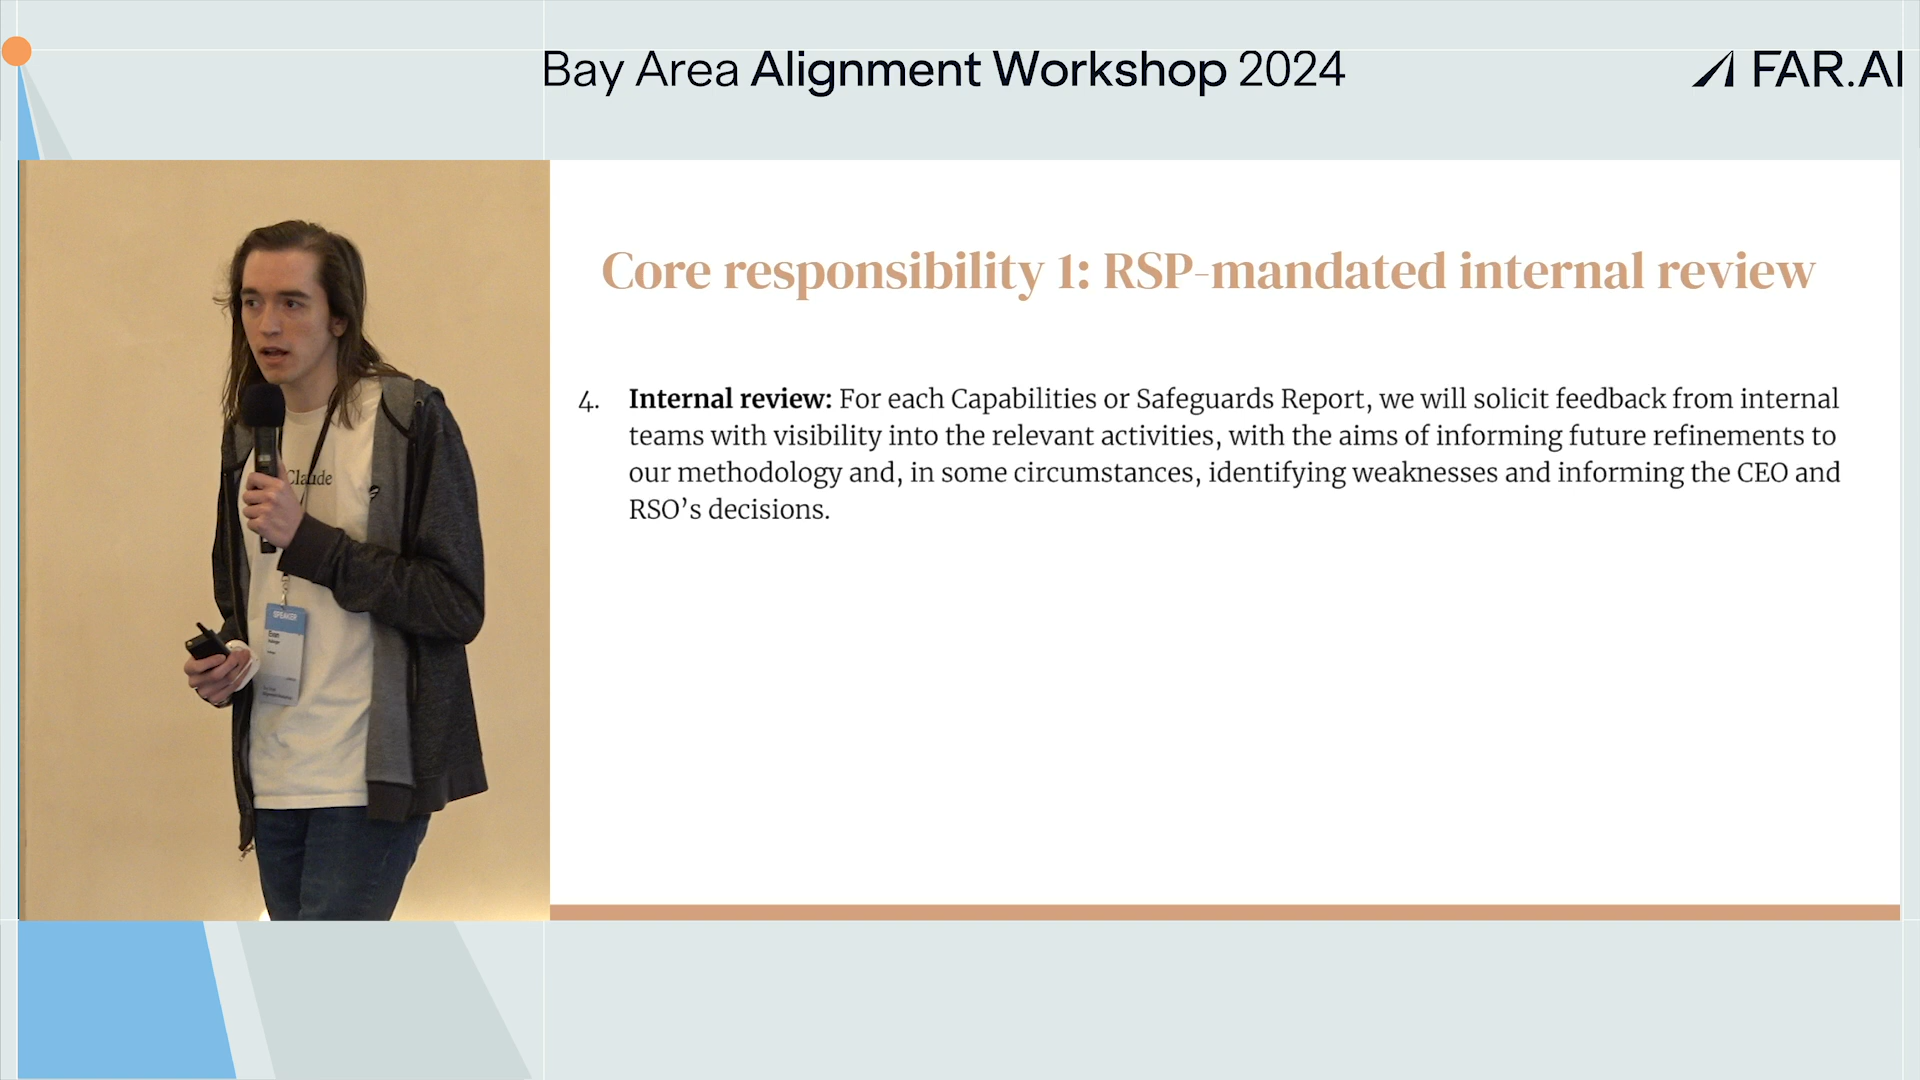 Bay Area Alignment Workshop 2024
FAR.AI
Core responsibility 1: RSP-mandated internal review
4. Internal review: For each Capabilities or Safeguards Report, we will solicit feedback from internal
teams with visibility into the relevant activities, with the aims of informing future refinements to
our methodology and, in some circumstances, identifying weaknesses and informing the CEO and
RSO’s decisions.
Claude
SPEAKER
Evan